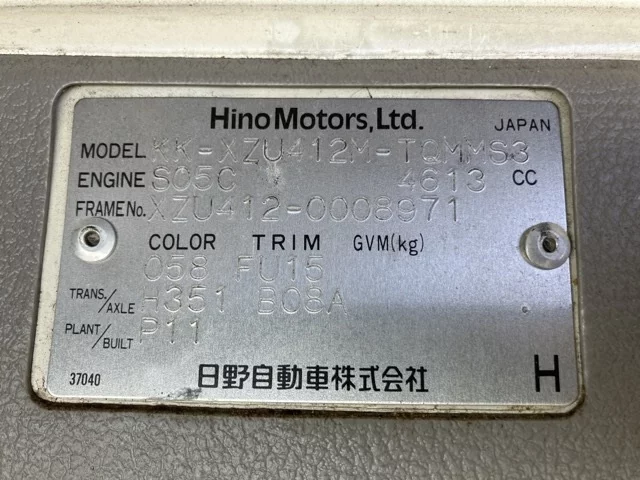 Hino Motors, Ltd. JAPAN
MODEL KK-XZU412M-TQMMS3
ENGINE S05C 4613 CC
FRAME No. XZU412-0008971
COLOR TRIM GVM(kg)
058 FU15
TRANS./AXLE H351 B08A
PLANT/BUILT P11
37040 日野自動車株式会社 H